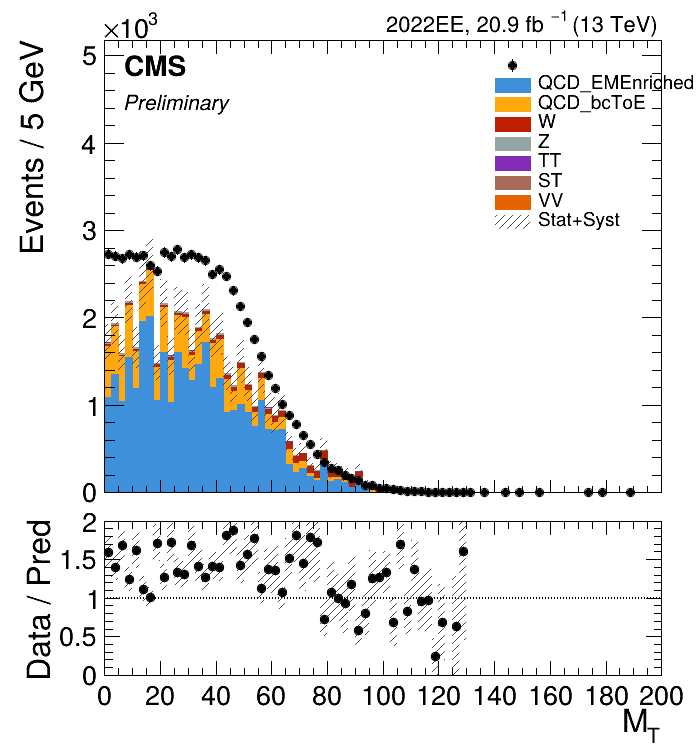 ×10³
2022EE, 20.9 fb ⁻¹ (13 TeV)
CMS
Preliminary
QCD_EMEnriched
QCD_bcToE
W
Z
TT
ST
VV
Stat+Syst
Events / 5 GeV
5
4
3
2
1
0
Data / Pred
2
1.5
1
0.5
0
0 20 40 60 80 100 120 140 160 180 200
M_T